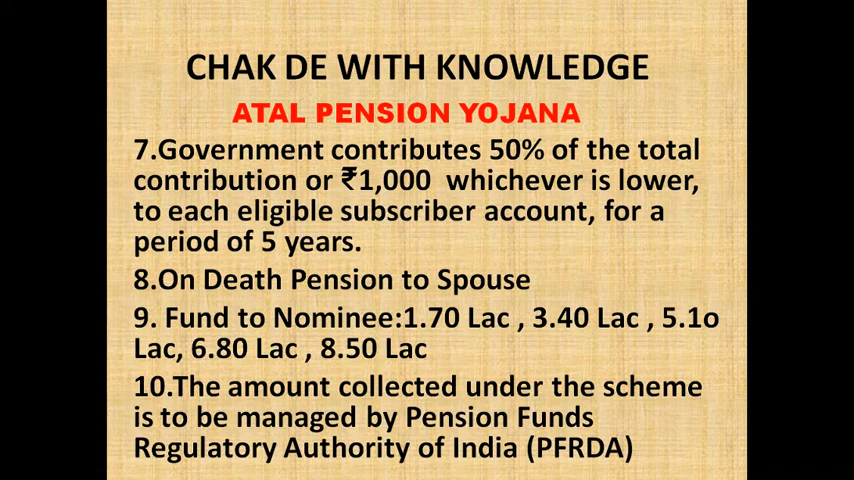 CHAK DE WITH KNOWLEDGE
ATAL PENSION YOJANA
7.Government contributes 50% of the total
contribution or ₹1,000 whichever is lower,
to each eligible subscriber account, for a
period of 5 years.
8.On Death Pension to Spouse
9. Fund to Nominee:1.70 Lac , 3.40 Lac , 5.1o
Lac, 6.80 Lac , 8.50 Lac
10.The amount collected under the scheme
is to be managed by Pension Funds
Regulatory Authority of India (PFRDA)